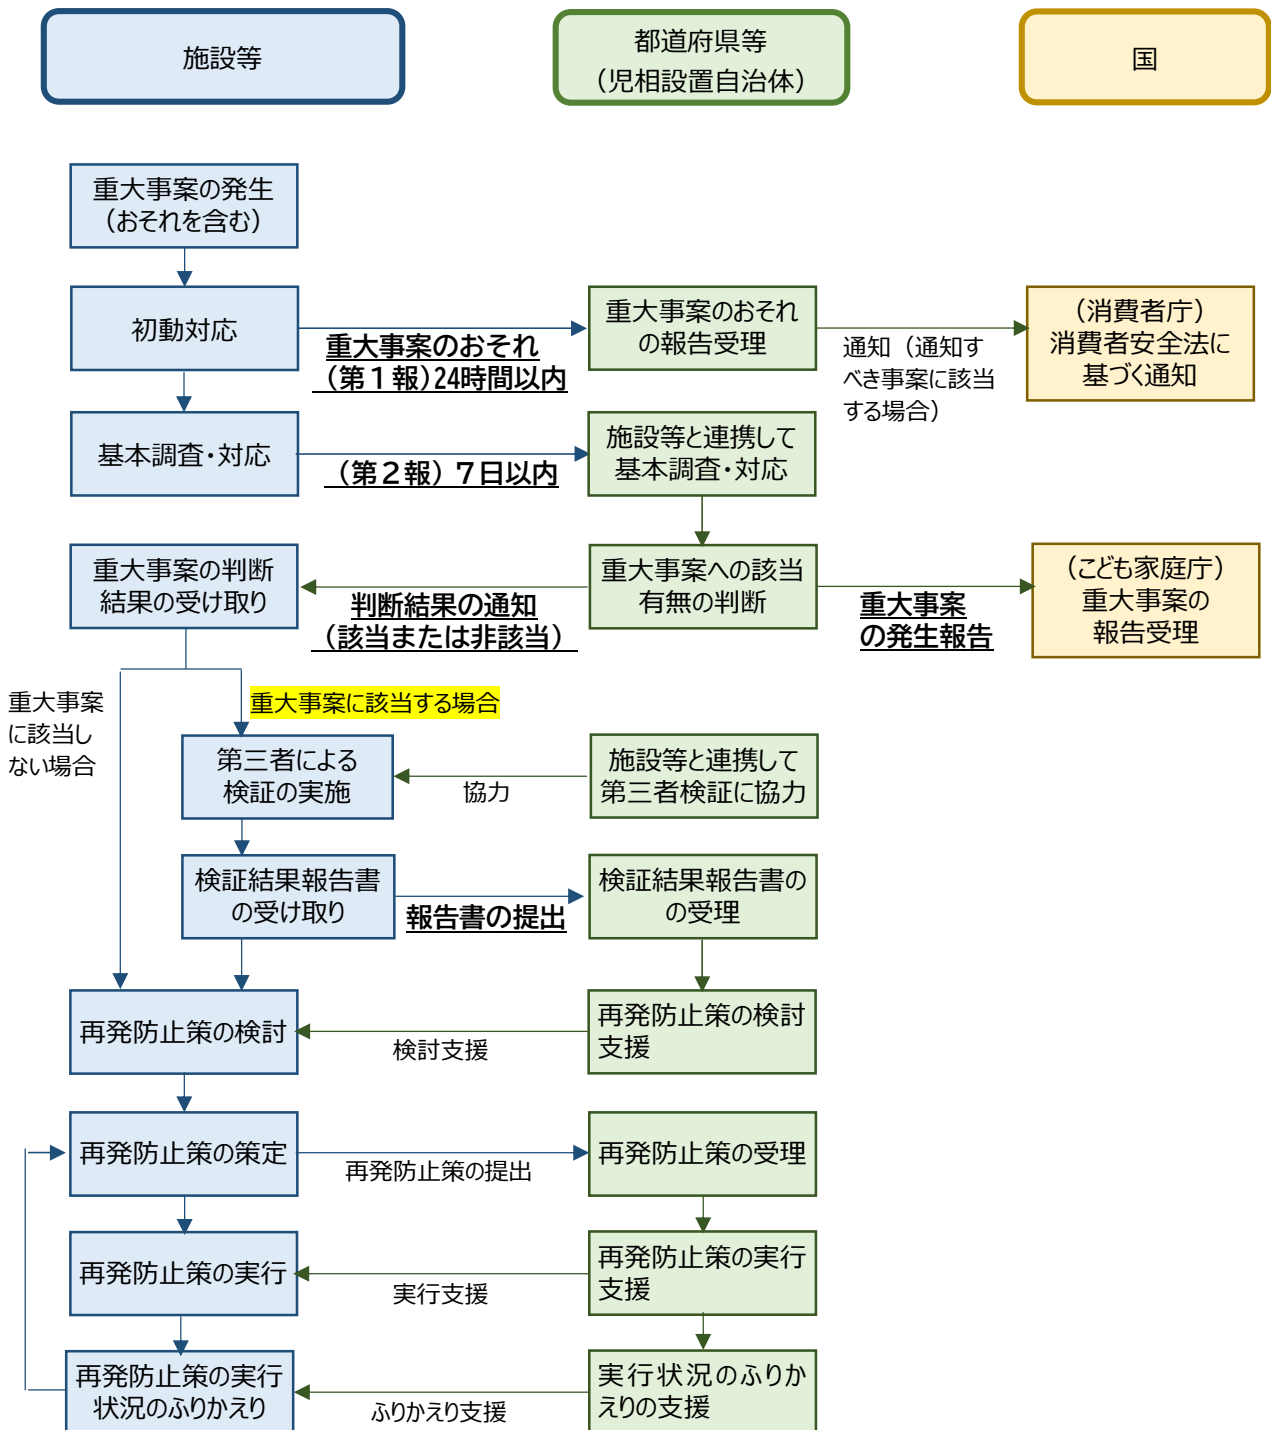 施設等
都道府県等
（児相設置自治体）
国
重大事案の発生
（おそれを含む）
初動対応
重大事案のおそれ
（第１報）24時間以内
重大事案のおそれ
の報告受理
通知（通知す
べき事案に該当
する場合）
（消費者庁）
消費者安全法に
基づく通知
基本調査・対応
（第２報）７日以内
施設等と連携して
基本調査・対応
重大事案の判断
結果の受け取り
判断結果の通知
（該当または非該当）
重大事案への該当
有無の判断
重大事案
の発生報告
（こども家庭庁）
重大事案の
報告受理
重大事案
に該当し
ない場合
重大事案に該当する場合
第三者による
検証の実施
協力
施設等と連携して
第三者検証に協力
検証結果報告書
の受け取り
報告書の提出
検証結果報告書の
の受理
再発防止策の検討
検討支援
再発防止策の検討
支援
再発防止策の策定
再発防止策の提出
再発防止策の受理
再発防止策の実行
実行支援
再発防止策の実行
支援
再発防止策の実行
状況のふりかえり
ふりかえり支援
実行状況のふりか
えりの支援